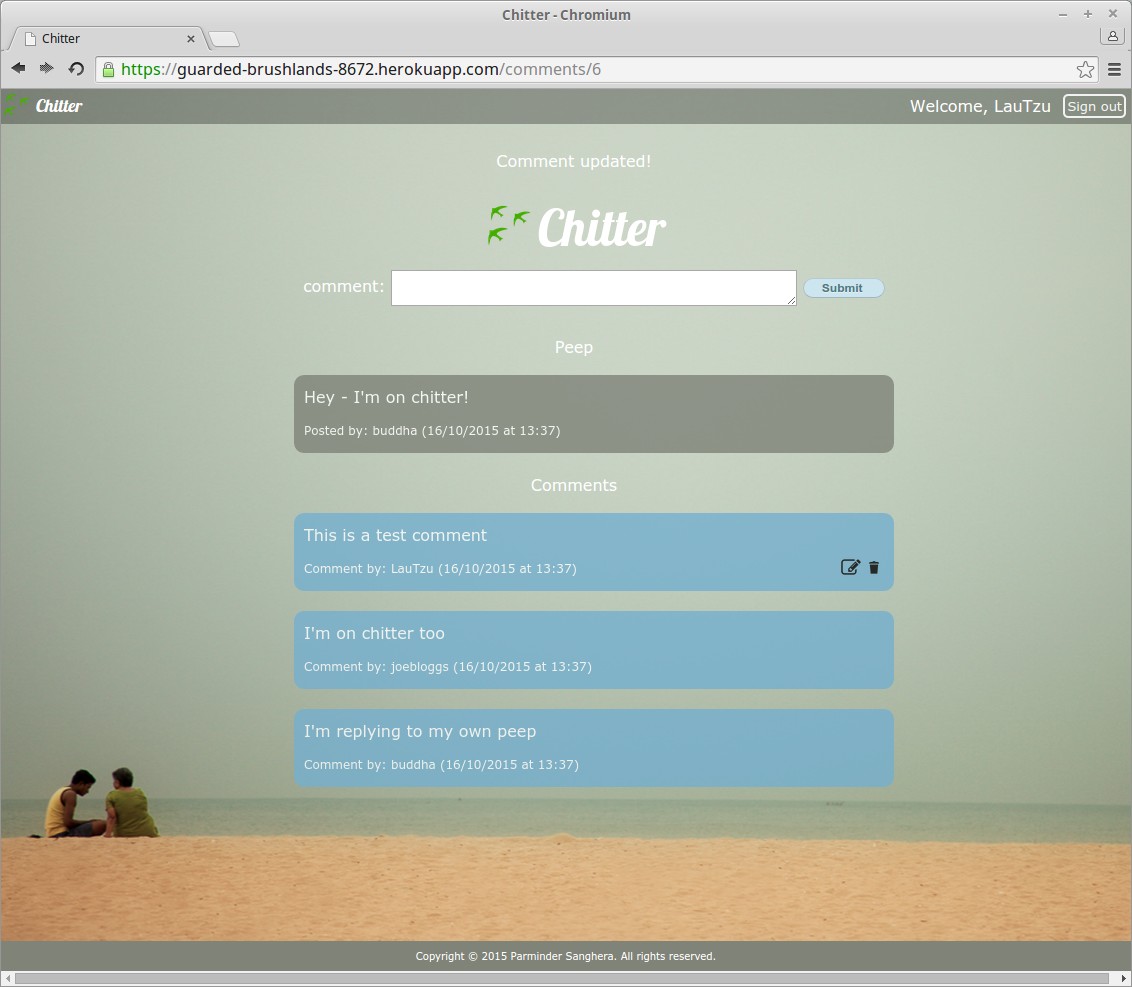 Chitter - Chromium
Chitter
https://guarded-brushlands-8672.herokuapp.com/comments/6
Chitter
Welcome, LauTzu
Sign out
Comment updated!
Chitter
comment:
Submit
Peep
Hey - I'm on chitter!
Posted by: buddha (16/10/2015 at 13:37)
Comments
This is a test comment
Comment by: LauTzu (16/10/2015 at 13:37)
I'm on chitter too
Comment by: joebloggs (16/10/2015 at 13:37)
I'm replying to my own peep
Comment by: buddha (16/10/2015 at 13:37)
Copyright © 2015 Parminder Sanghera. All rights reserved.